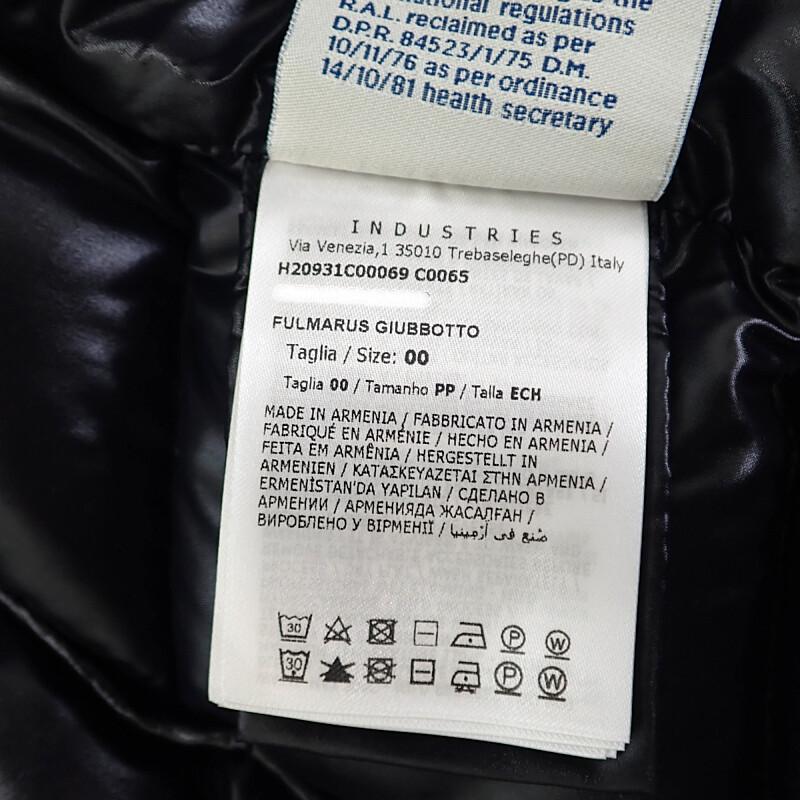 national regulations
R.A.L. reclaimed as per
D.P.R. 84523/1/75 D.M.
10/11/76 as per ordinance
14/10/81 health secretary
INDUSTRIES
Via Venezia,1 35010 Trebaseleghe(PD) Italy
H20931C00069 C0065
FULMARUS GIUBBOTTO
Taglia / Size: 00
Taglia 00 / Tamanho PP / Talla ECH
MADE IN ARMENIA / FABBRICATO IN ARMENIA /
FABRIQUÉ EN ARMÉNIE / HECHO EN ARMENIA /
FEITA EM ARMÊNIA / HERGESTELLT IN
ARMENIEN / ΚΑΤΑΣΚΕΥΑΖΕΤΑΙ ΣΤΗΝ ΑΡΜΕΝΙΑ /
ERMENİSTAN'DA YAPILAN / СДЕЛАНО В
АРМЕНИИ / АРМЕНИЯДА ЖАСАЛҒАН /
ВИРОБЛЕНО У ВІРМЕНІЇ / صنع في أرمينيا
30 P W
30 P W